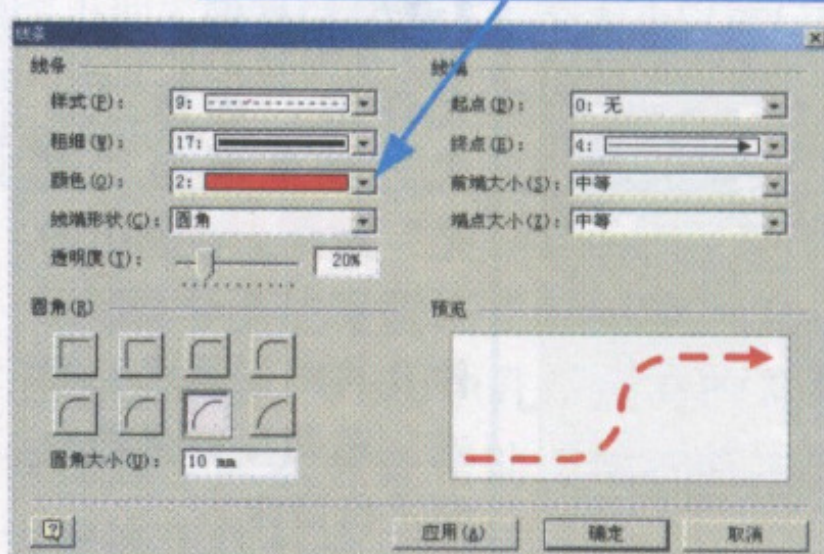 线条
线条
样式(P): 9:
粗细(W): 17:
颜色(O): 2:
线端形状(C): 圆角
透明度(T): 20%
线端
起点(B): 0: 无
终点(E): 4:
前端大小(S): 中等
端点大小(Z): 中等
圆角(R)
圆角大小(U): 10 mm
预览
应用(A) 确定 取消